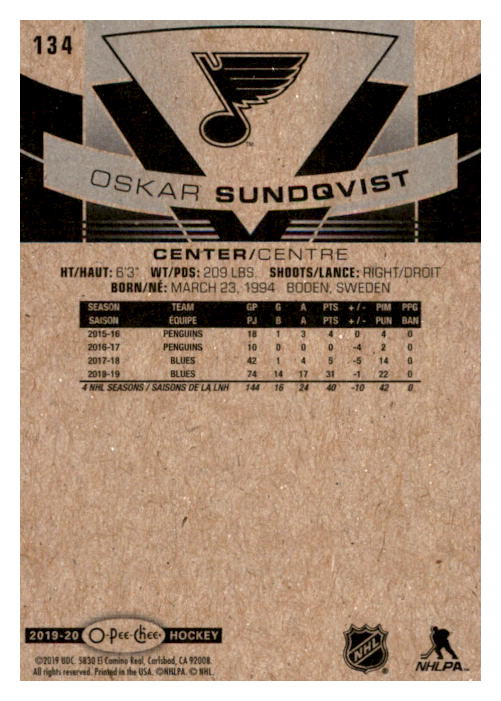 134
OSKAR SUNDQVIST
CENTER/CENTRE
HT/HAUT: 6'3" WT/PDS: 209 LBS. SHOOTS/LANCE: RIGHT/DROIT
BORN/NÉ: MARCH 23, 1994 BODEN, SWEDEN
SEASON TEAM GP G A PTS +/- PIM PPG
SAISON ÉQUIPE PJ B A PTS +/- PUN BAN
2015-16 PENGUINS 18 1 3 4 0 4 0
2016-17 PENGUINS 10 0 0 0 -4 2 0
2017-18 BLUES 42 1 4 5 -5 14 0
2018-19 BLUES 74 14 17 31 -1 22 0
4 NHL SEASONS / SAISONS DE LA LNH 144 16 24 40 -10 42 0
2019-20 O-Pee-Chee HOCKEY
©2019 UDC. 5830 El Camino Real, Carlsbad, CA 92008.
All rights reserved. Printed in the USA. ©NHLPA. © NHL.
NHL
NHLPA